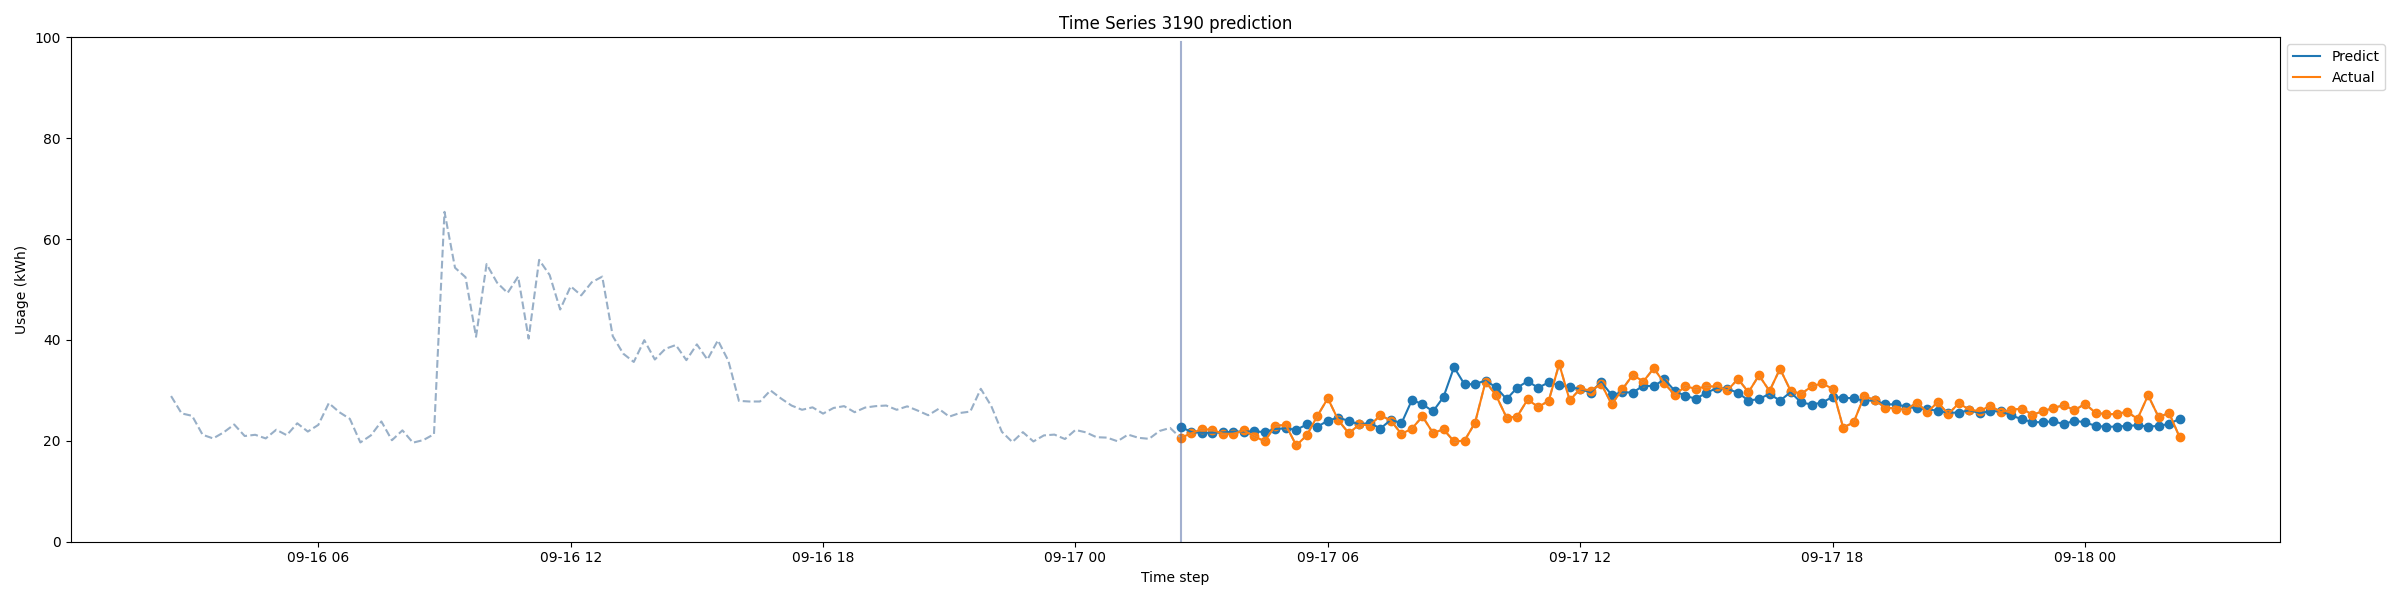 Time Series 3190 prediction
Predict
Actual
Usage (kWh)
100
80
60
40
20
0
09-16 06
09-16 12
09-16 18
09-17 00
09-17 06
09-17 12
09-17 18
09-18 00
Time step